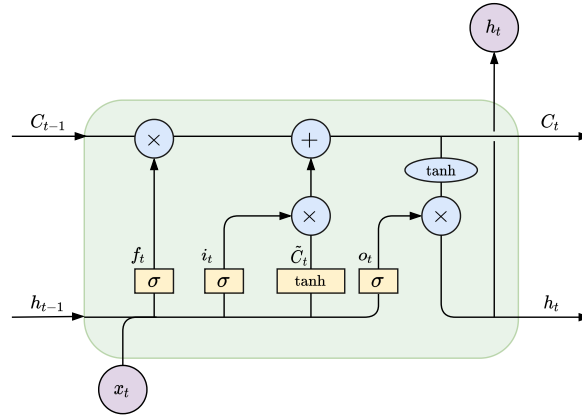 h_t
C_{t-1}
×
+
C_t
tanh
×
×
f_t
i_t
C̃_t
o_t
σ
σ
tanh
σ
h_{t-1}
h_t
x_t